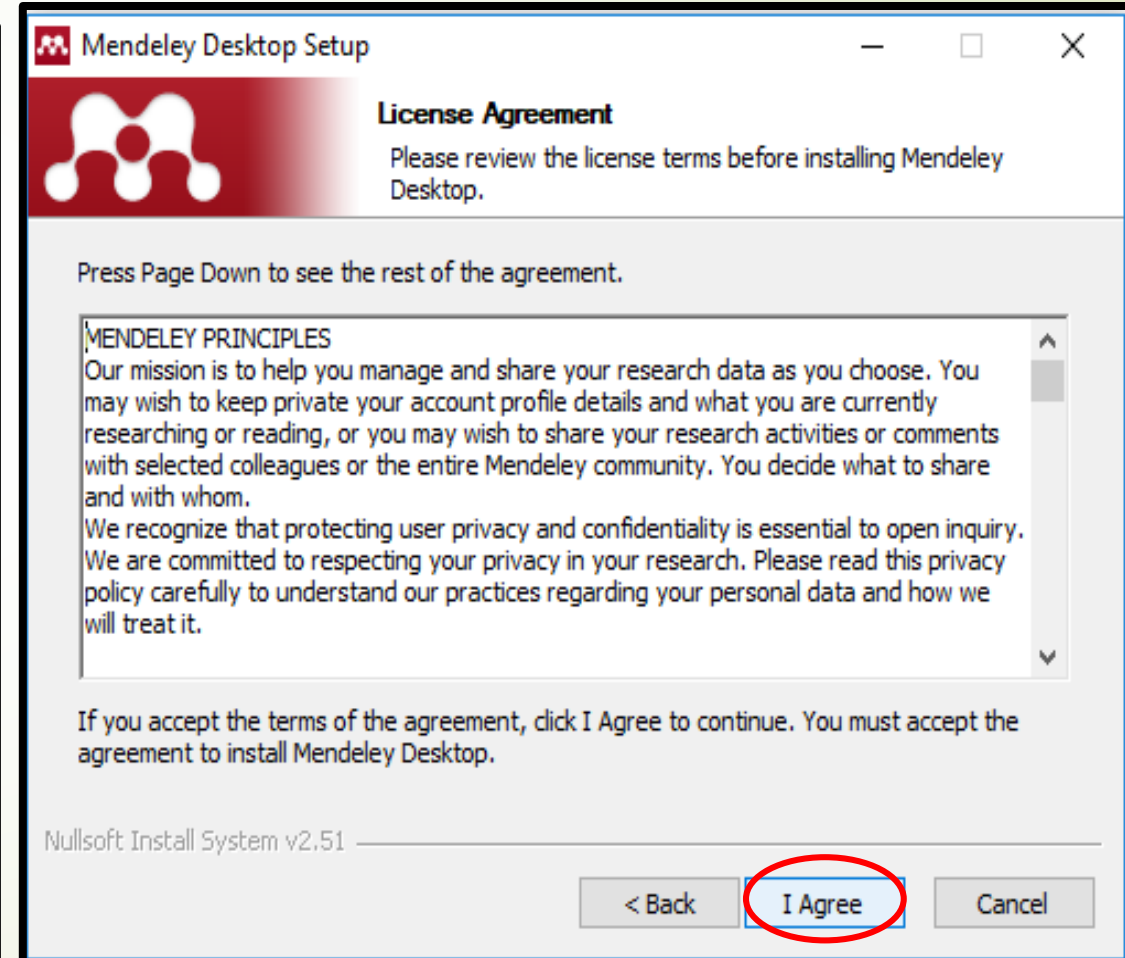 Mendeley Desktop Setup
License Agreement
Please review the license terms before installing Mendeley
Desktop.
Press Page Down to see the rest of the agreement.
MENDELEY PRINCIPLES
Our mission is to help you manage and share your research data as you choose. You
may wish to keep private your account profile details and what you are currently
researching or reading, or you may wish to share your research activities or comments
with selected colleagues or the entire Mendeley community. You decide what to share
and with whom.
We recognize that protecting user privacy and confidentiality is essential to open inquiry.
We are committed to respecting your privacy in your research. Please read this privacy
policy carefully to understand our practices regarding your personal data and how we
will treat it.
If you accept the terms of the agreement, click I Agree to continue. You must accept the
agreement to install Mendeley Desktop.
Nullsoft Install System v2.51
< Back I Agree Cancel